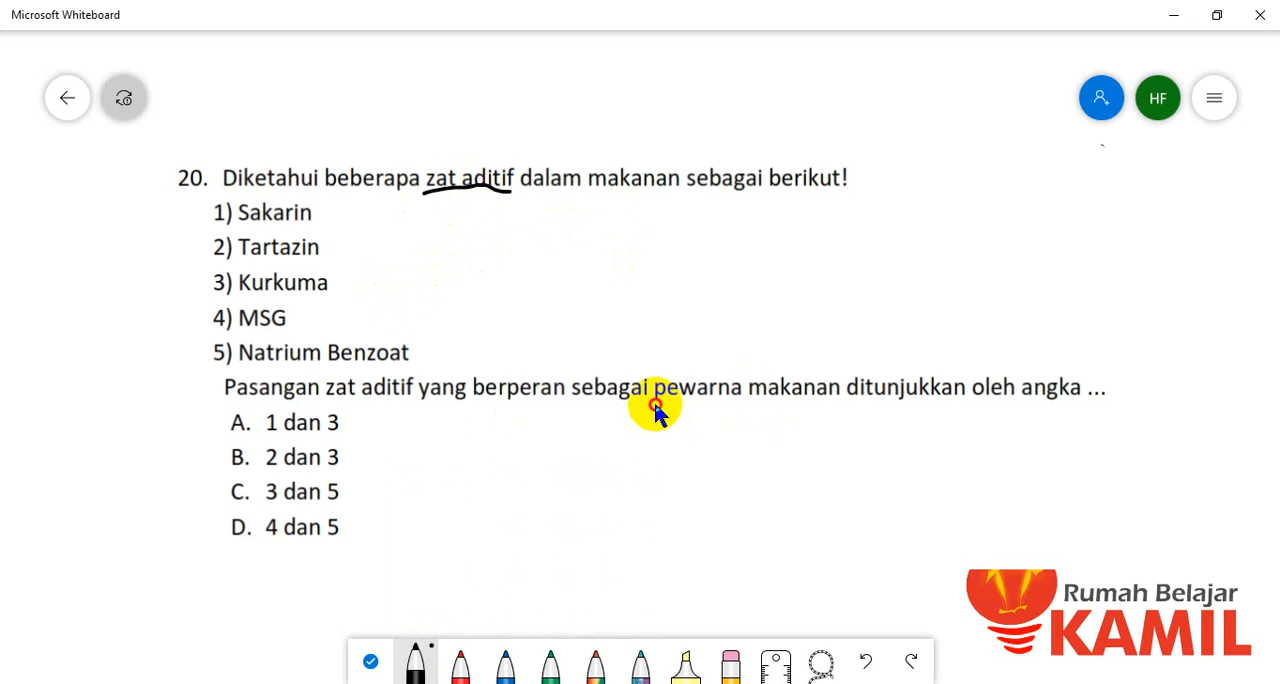 Microsoft Whiteboard
HF
20. Diketahui beberapa zat aditif dalam makanan sebagai berikut!
1) Sakarin
2) Tartazin
3) Kurkuma
4) MSG
5) Natrium Benzoat
Pasangan zat aditif yang berperan sebagai pewarna makanan ditunjukkan oleh angka ...
A. 1 dan 3
B. 2 dan 3
C. 3 dan 5
D. 4 dan 5
Rumah Belajar
KAMIL